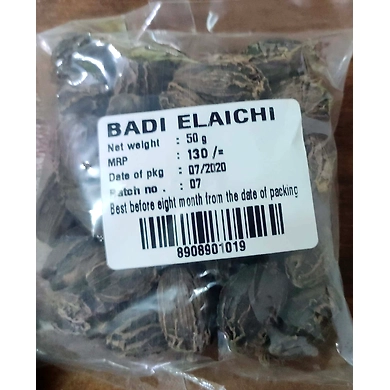 BADI ELAICHI
Net weight : 50 g
MRP : 130 /=
Date of pkg : 07/2020
Batch no . : 07
Best before eight month from the date of packing
8908901019